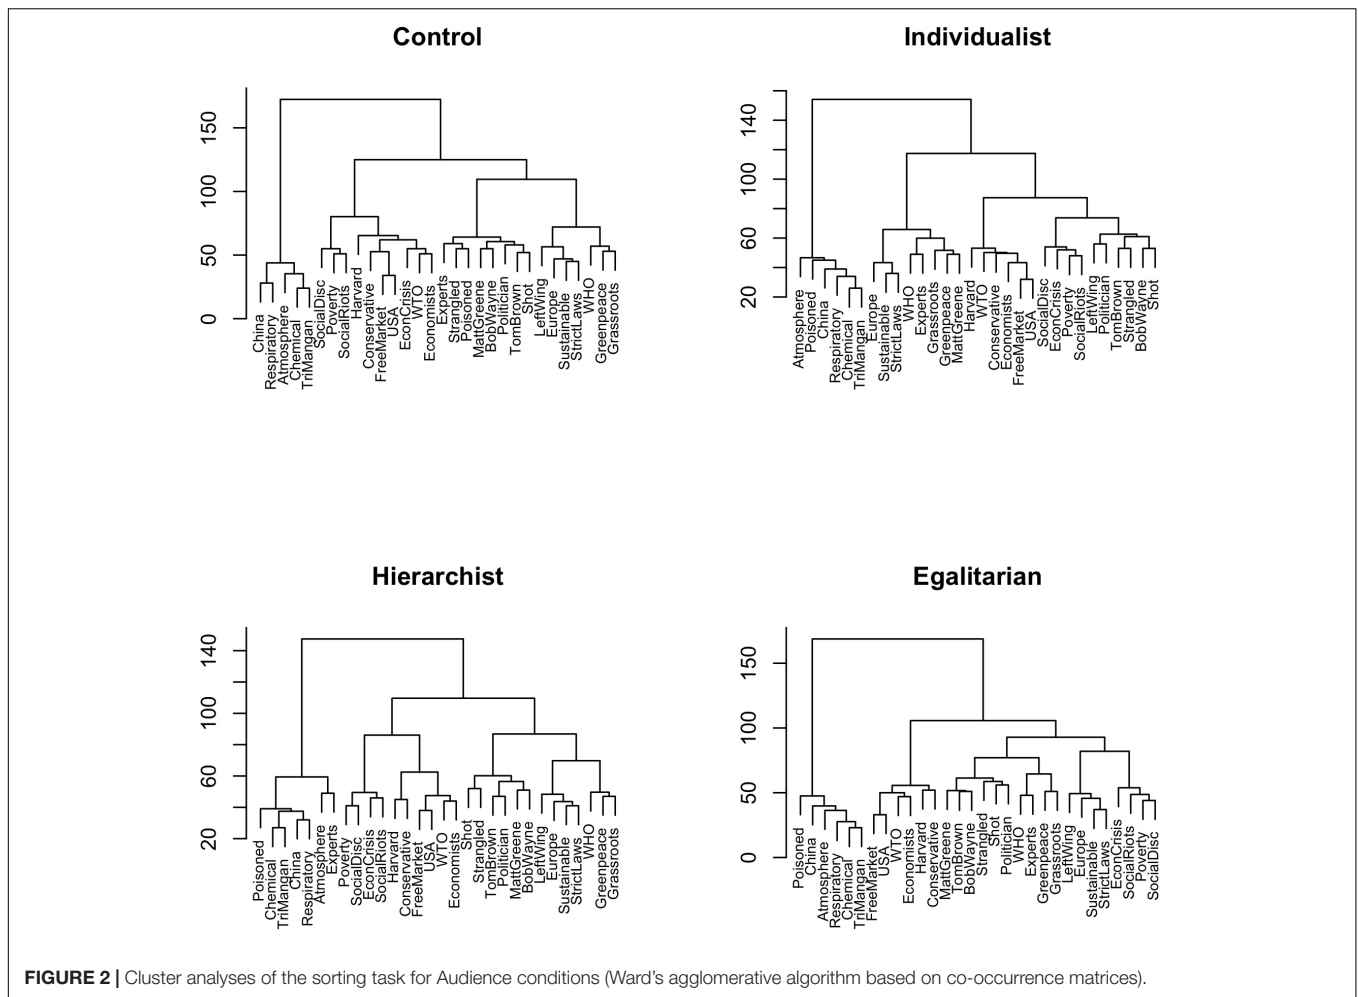 Control
150
100
50
0
China
Respiratory
Atmosphere
Chemical
TriMangan
SocialDisc
Poverty
SocialRiots
Harvard
Conservative
FreeMarket
USA
EconCrisis
WTO
Economists
Experts
Strangled
Poisoned
MattGreene
BobWayne
Politician
TomBrown
Shot
LeftWing
Europe
Sustainable
StrictLaws
WHO
Greenpeace
Grassroots
Individualist
140
100
60
20
Atmosphere
Poisoned
China
Respiratory
Chemical
TriMangan
Europe
Sustainable
StrictLaws
WHO
Experts
Grassroots
Greenpeace
MattGreene
Harvard
WTO
Conservative
Economists
FreeMarket
USA
SocialDisc
EconCrisis
Poverty
SocialRiots
LeftWing
Politician
TomBrown
Strangled
BobWayne
Shot
Hierarchist
140
100
60
20
Poisoned
Chemical
TriMangan
China
Respiratory
Atmosphere
Experts
Poverty
SocialDisc
EconCrisis
SocialRiots
Harvard
Conservative
FreeMarket
USA
WTO
Economists
Shot
Strangled
TomBrown
Politician
MattGreene
BobWayne
LeftWing
Europe
Sustainable
StrictLaws
WHO
Greenpeace
Grassroots
Egalitarian
150
100
50
0
Poisoned
China
Atmosphere
Respiratory
Chemical
TriMangan
FreeMarket
USA
WTO
Economists
Harvard
Conservative
MattGreene
TomBrown
BobWayne
Strangled
Shot
Politician
WHO
Experts
Greenpeace
Grassroots
LeftWing
Europe
Sustainable
StrictLaws
EconCrisis
SocialRiots
Poverty
SocialDisc
FIGURE 2 | Cluster analyses of the sorting task for Audience conditions (Ward's agglomerative algorithm based on co-occurrence matrices).